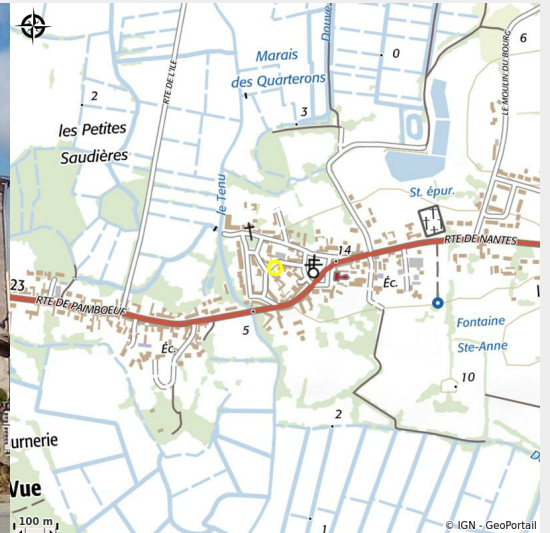 Douve
6
Marais
des Quarterons
0
LE MOULIN DU BOURG
RTE DE L'ILE
2
3
les Petites
Saudières
le Tenu
St. épur.
14
RTE DE NANTES
23
RTE DE PAIMBOEUF
Éc.
5
Éc.
Fontaine
Ste-Anne
10
2
urnerie
Vue
1
100 m
© IGN - GeoPortail